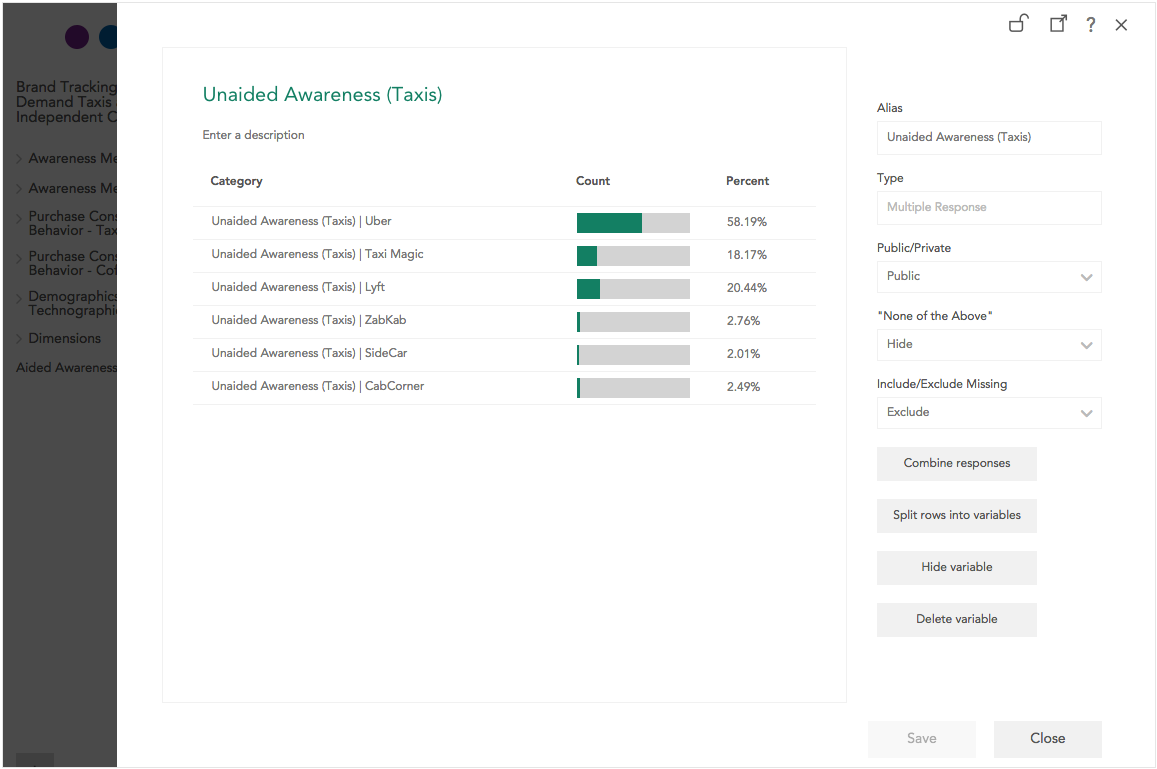 Brand Tracking
Demand Taxis
Independent C
Awareness Me
Awareness Me
Purchase Cons
Behavior - Tax
Purchase Cons
Behavior - Cof
Demographics
Technographi
Dimensions
Aided Awareness
?
Unaided Awareness (Taxis)
Enter a description
Category Count Percent
Unaided Awareness (Taxis) | Uber 58.19%
Unaided Awareness (Taxis) | Taxi Magic 18.17%
Unaided Awareness (Taxis) | Lyft 20.44%
Unaided Awareness (Taxis) | ZabKab 2.76%
Unaided Awareness (Taxis) | SideCar 2.01%
Unaided Awareness (Taxis) | CabCorner 2.49%
Alias
Unaided Awareness (Taxis)
Type
Multiple Response
Public/Private
Public
"None of the Above"
Hide
Include/Exclude Missing
Exclude
Combine responses
Split rows into variables
Hide variable
Delete variable
Save
Close